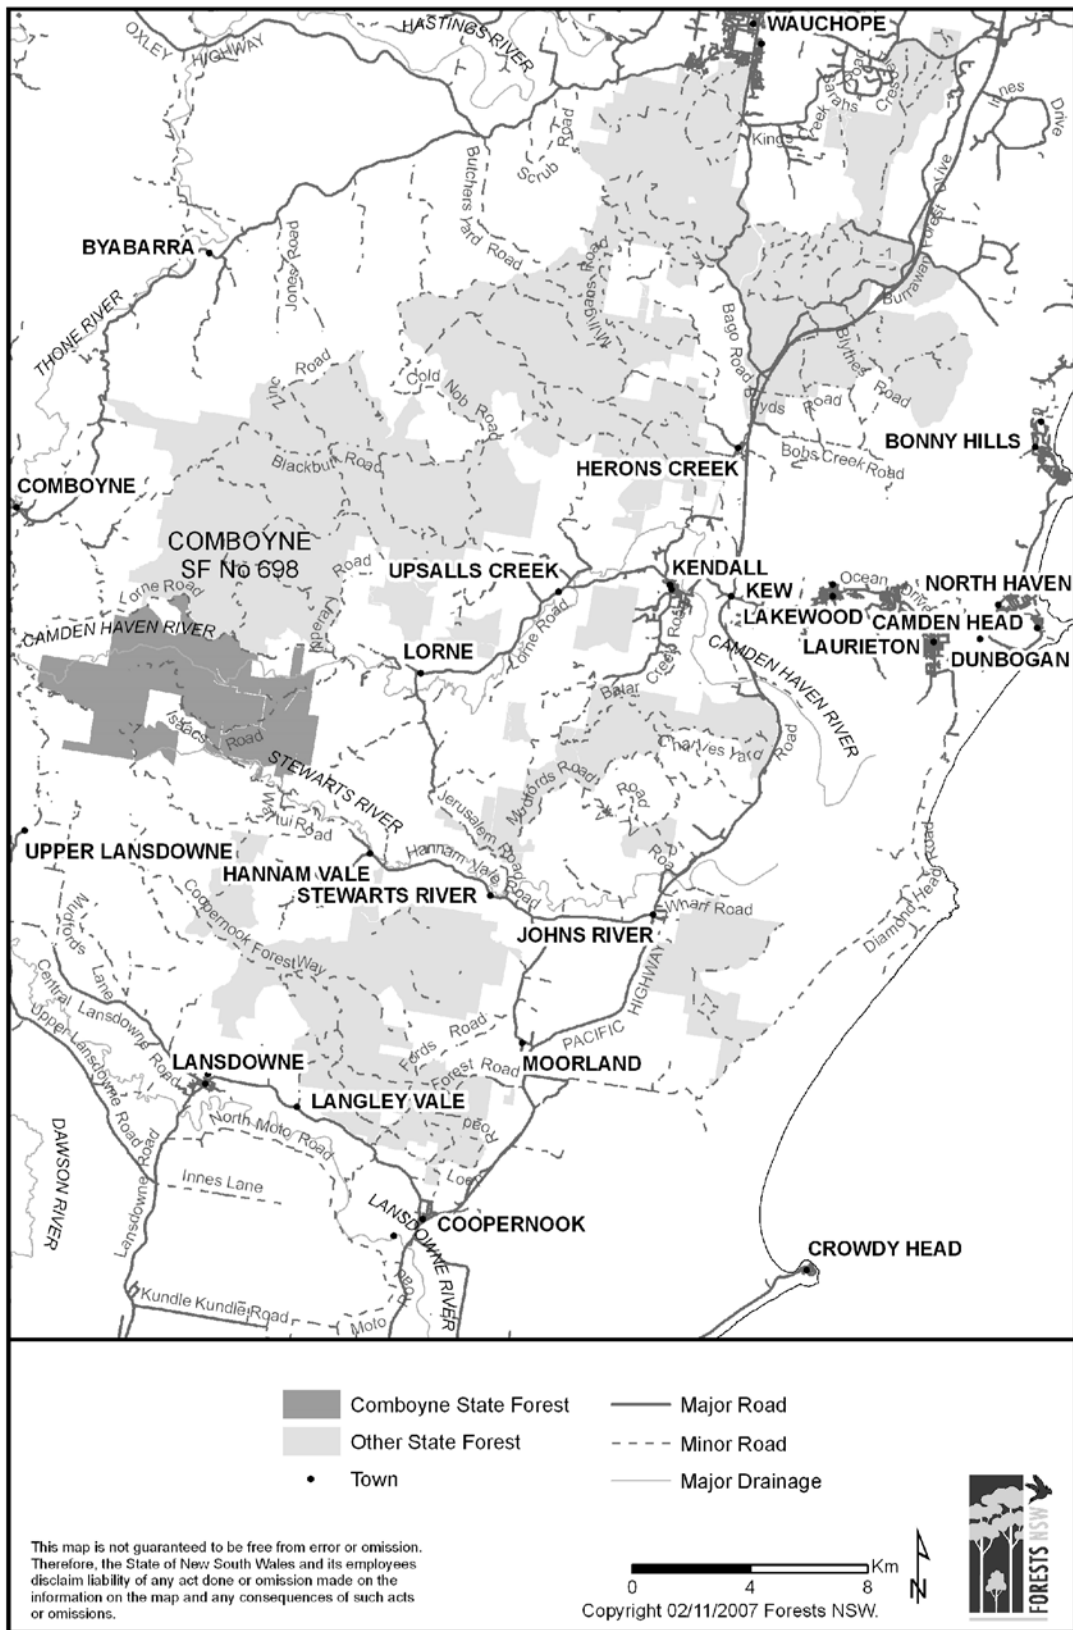 WAUCHOPE
OXLEY HIGHWAY
HASTINGS RIVER
Sarahs Cres
Road
Innes Drive
Kings Creek
Scrub Road
Butchers Yard Road
Burrawan Forest Drive
BYABARRA
Jones Road
Milligans Road
THONE RIVER
Bago Road
Blythes Road
Zinc Road
Cold Nob Road
Boyds Road
BONNY HILLS
Blackbutt Road
HERONS CREEK
Bobs Creek Road
COMBOYNE
COMBOYNE
SF No 698
Road
UPSALLS CREEK
KENDALL
Ocean Drive
NORTH HAVEN
Lorne Road
KEW
LAKEWOOD
CAMDEN HEAD
CAMDEN HAVEN RIVER
LAURIETON
DUNBOGAN
LORNE
Lorne Road
Batar Creek Road
CAMDEN HAVEN RIVER
Isaacs Road
Charleys Yard Road
STEWARTS RIVER
Mudfords Road
Road
Jerusalem Road
Road
UPPER LANSDOWNE
HANNAM VALE
Hannam Vale Road
STEWARTS RIVER
Diamond Head Road
Wharf Road
Mudfords Lane
Coopernook Forest Way
JOHNS RIVER
Central Lansdowne Road
Upper Lansdowne Road
PACIFIC HIGHWAY
Fords Road
LANSDOWNE
Forest Road
MOORLAND
LANGLEY VALE
North Moto Road
Road
DAWSON RIVER
Lansdowne Road
Innes Lane
LANSDOWNE RIVER
COOPERNOOK
CROWDY HEAD
Kundle Kundle Road
Moto Road
Comboyne State Forest
Major Road
Other State Forest
Minor Road
Town
Major Drainage
This map is not guaranteed to be free from error or omission.
Therefore, the State of New South Wales and its employees
disclaim liability of any act done or omission made on the
information on the map and any consequences of such acts
or omissions.
Km
0 4 8
Copyright 02/11/2007 Forests NSW.
N
FORESTS NSW